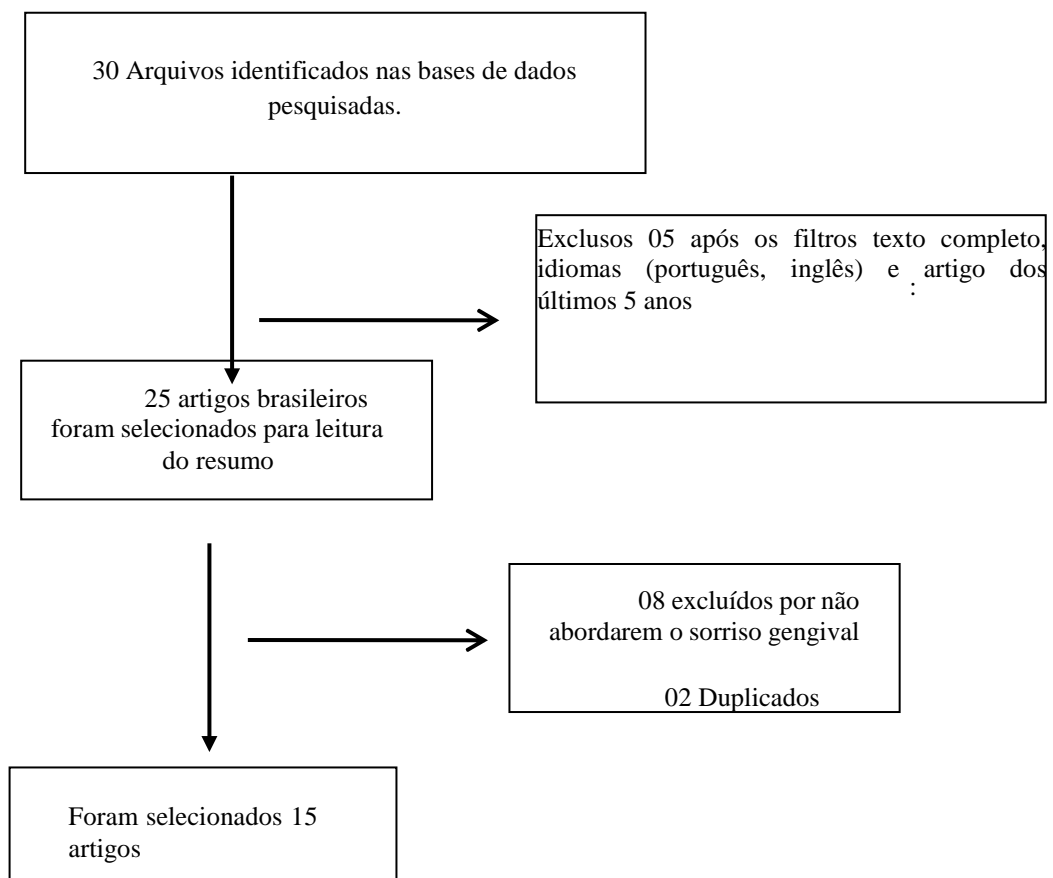 30 Arquivos identificados nas bases de dados
pesquisadas.
Exclusos 05 após os filtros texto completo,
idiomas (português, inglês) e artigo dos
:
últimos 5 anos
25 artigos brasileiros
foram selecionados para leitura
do resumo
08 excluídos por não
abordarem o sorriso gengival
02 Duplicados
Foram selecionados 15
artigos